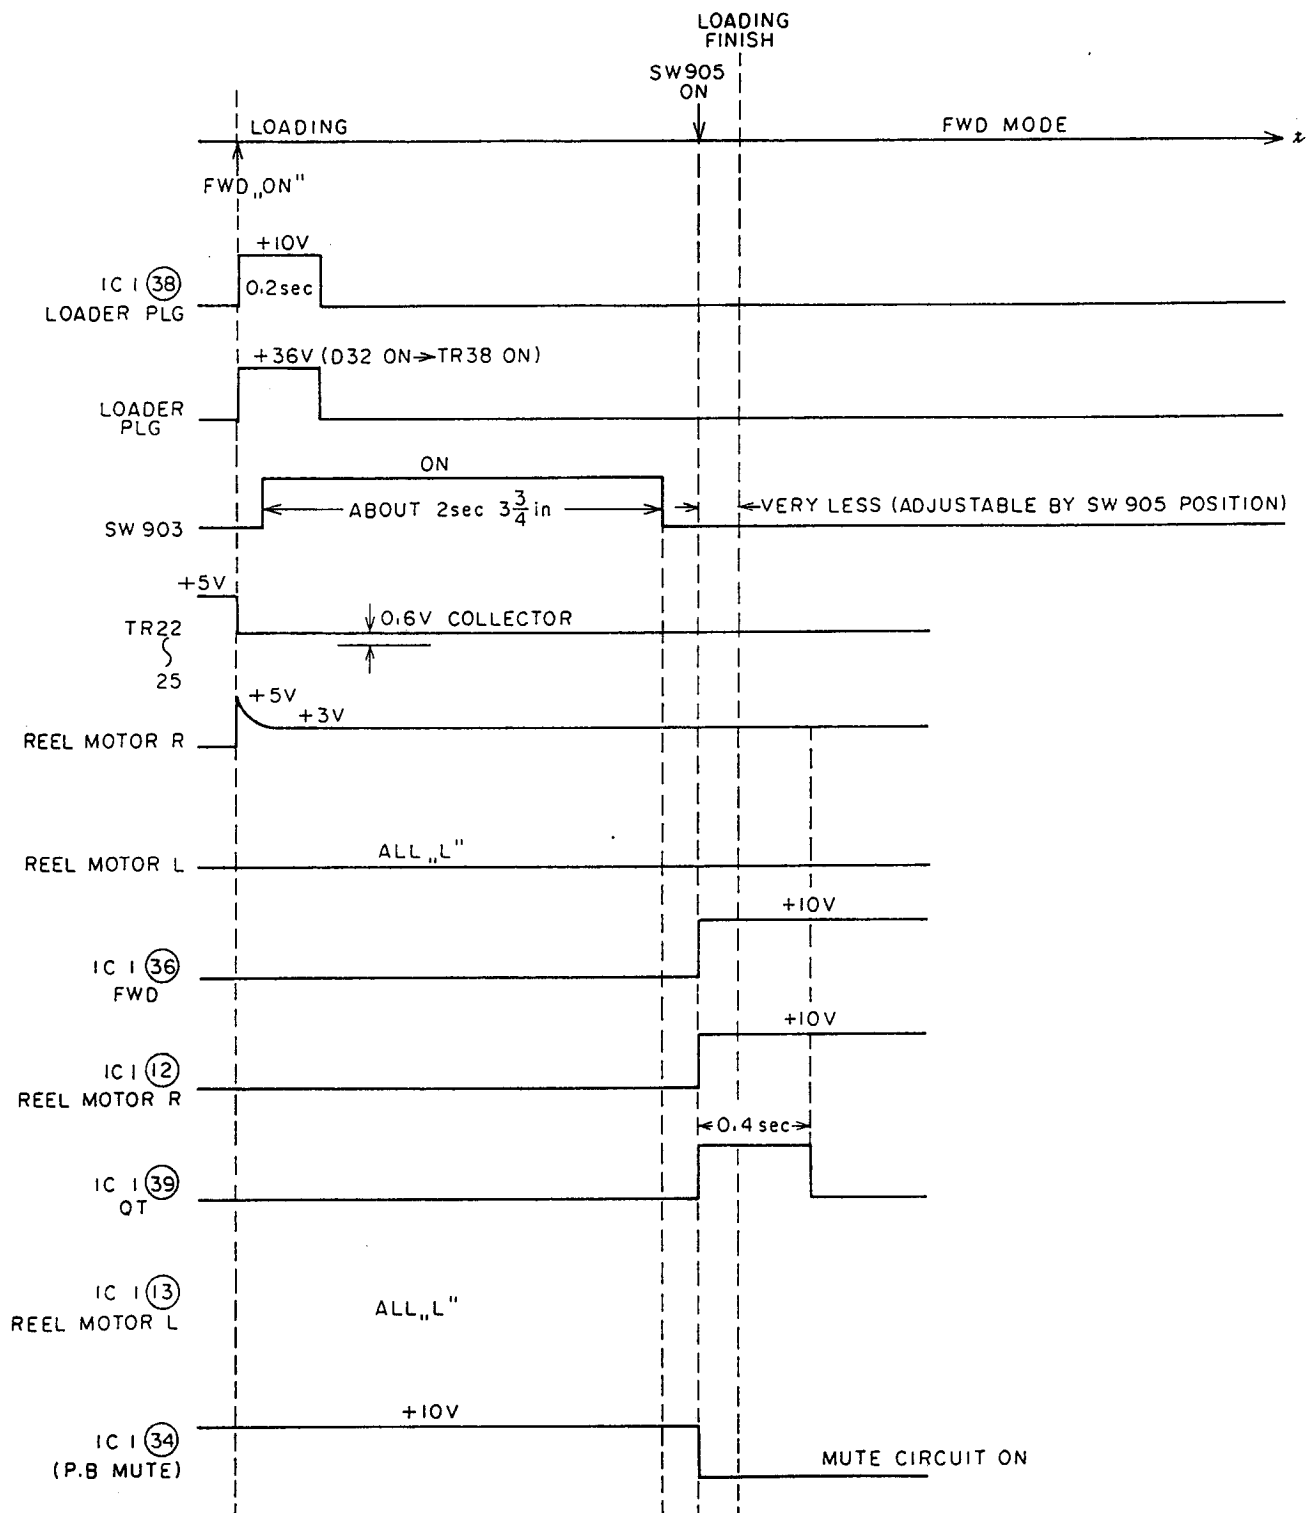 LOADING
FINISH
SW905
ON
LOADING
FWD MODE
t
FWD „ON"
+10V
IC 1 38
0.2sec
LOADER PLG
+36V (D32 ON→TR38 ON)
LOADER
PLG
ON
ABOUT 2sec 3 3/4 in
VERY LESS (ADJUSTABLE BY SW 905 POSITION)
SW 903
+5V
0.6V COLLECTOR
TR22
25
+5V
+3V
REEL MOTOR R
ALL „L"
REEL MOTOR L
+10V
IC 1 36
FWD
+10V
IC 1 12
REEL MOTOR R
0.4 sec
IC 1 39
QT
IC 1 13
REEL MOTOR L
ALL „L"
+10V
IC 1 34
(P.B MUTE)
MUTE CIRCUIT ON